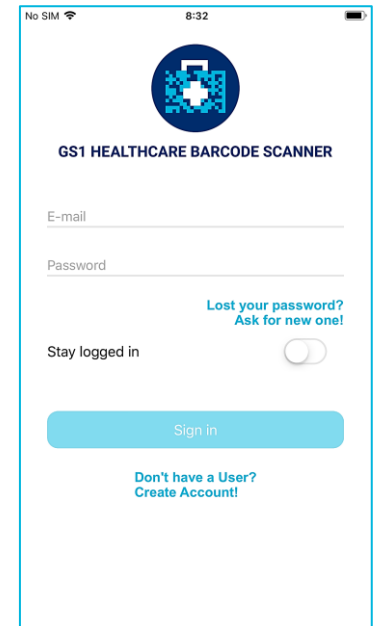 No SIM 8:32
GS1 HEALTHCARE BARCODE SCANNER
E-mail
Password
Lost your password?
Ask for new one!
Stay logged in
Sign in
Don't have a User?
Create Account!